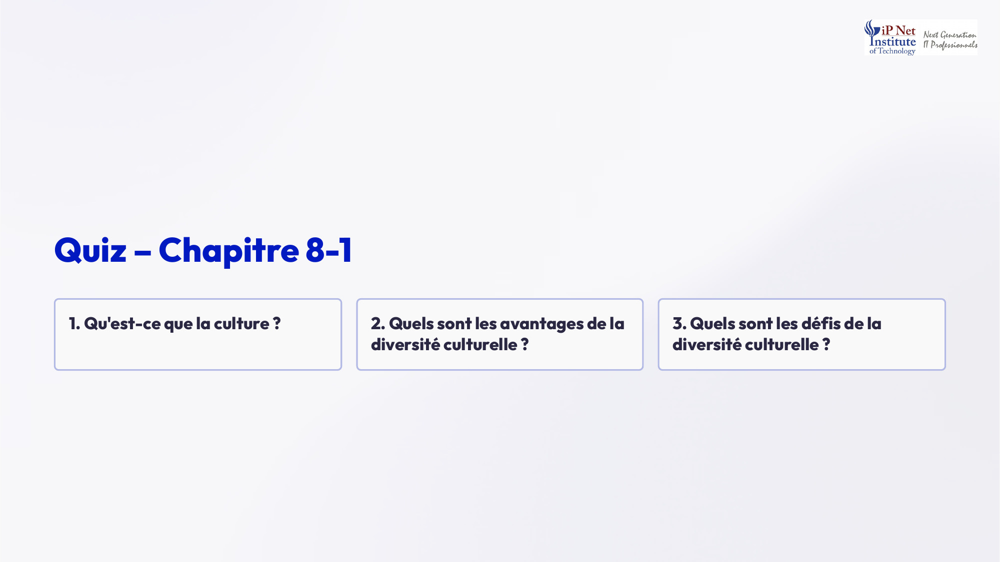 iP Net
Institute
of Technology
Next Generation
IT Professionnels
Quiz – Chapitre 8-1
1. Qu'est-ce que la culture ?
2. Quels sont les avantages de la
diversité culturelle ?
3. Quels sont les défis de la
diversité culturelle ?